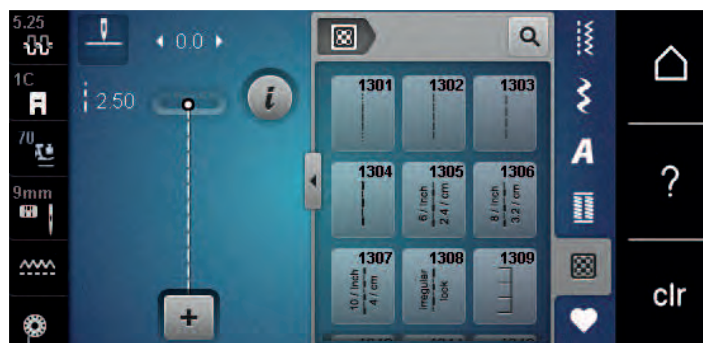 5.25
0.0
1C
2.50
i
70
9mm
1301
1302
1303
1304
1305
6 / inch
2.4 / cm
1306
8 / inch
3.2 / cm
1307
10 / inch
4 / cm
1308
irregular
look
1309
A
?
clr
+